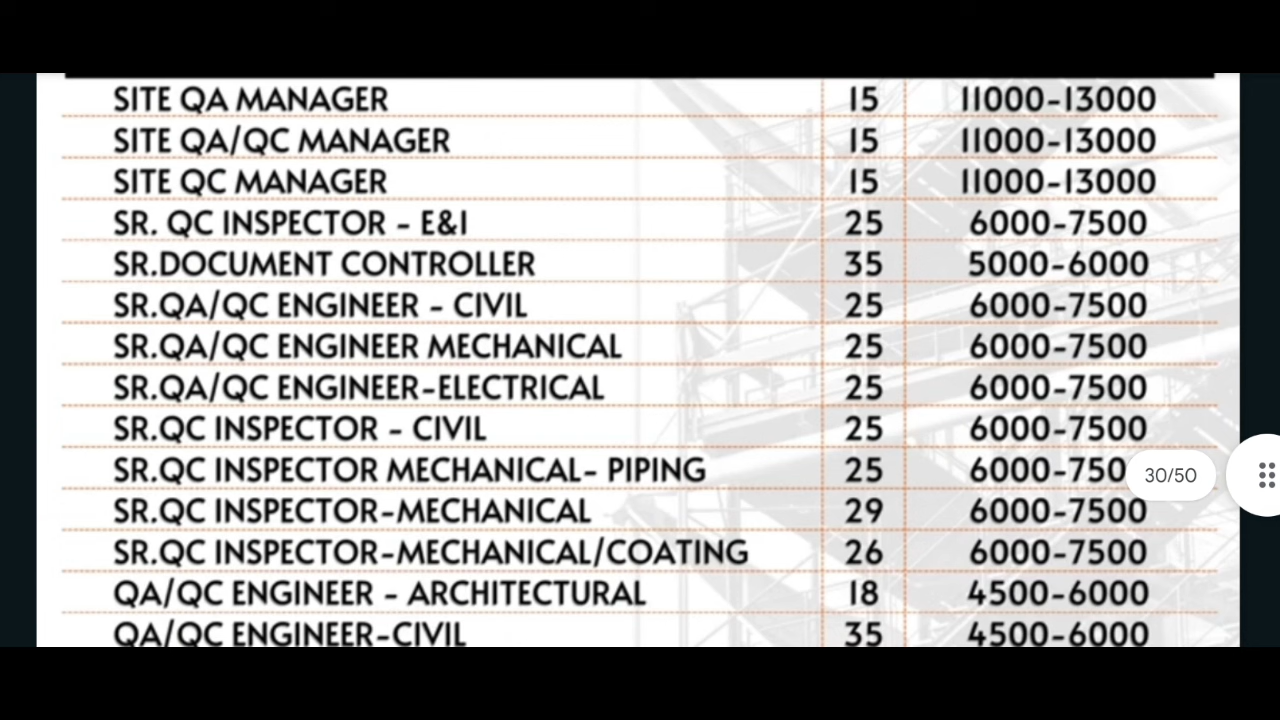 SITE QA MANAGER 15 11000-13000
SITE QA/QC MANAGER 15 11000-13000
SITE QC MANAGER 15 11000-13000
SR. QC INSPECTOR - E&I 25 6000-7500
SR.DOCUMENT CONTROLLER 35 5000-6000
SR.QA/QC ENGINEER - CIVIL 25 6000-7500
SR.QA/QC ENGINEER MECHANICAL 25 6000-7500
SR.QA/QC ENGINEER-ELECTRICAL 25 6000-7500
SR.QC INSPECTOR - CIVIL 25 6000-7500
SR.QC INSPECTOR MECHANICAL- PIPING 25 6000-750
30/50
SR.QC INSPECTOR-MECHANICAL 29 6000-7500
SR.QC INSPECTOR-MECHANICAL/COATING 26 6000-7500
QA/QC ENGINEER - ARCHITECTURAL 18 4500-6000
QA/QC ENGINEER-CIVIL 35 4500-6000